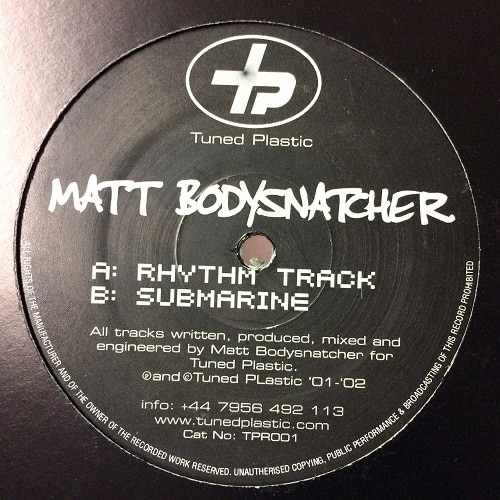 TP
Tuned Plastic
MATT BODYSNATCHER
A: RHYTHM TRACK
B: SUBMARINE
All tracks written, produced, mixed and
engineered by Matt Bodysnatcher for
Tuned Plastic.
℗and ©Tuned PLastic '01-'02
info: +44 7956 492 113
www.tunedplastic.com
Cat No: TPR001
ALL RIGHTS OF THE MANUFACTURER AND OF THE OWNER OF THE RECORDED WORK RESERVED. UNAUTHORISED COPYING, PUBLIC PERFORMANCE & BROADCASTING OF THIS RECORD PROHIBITED